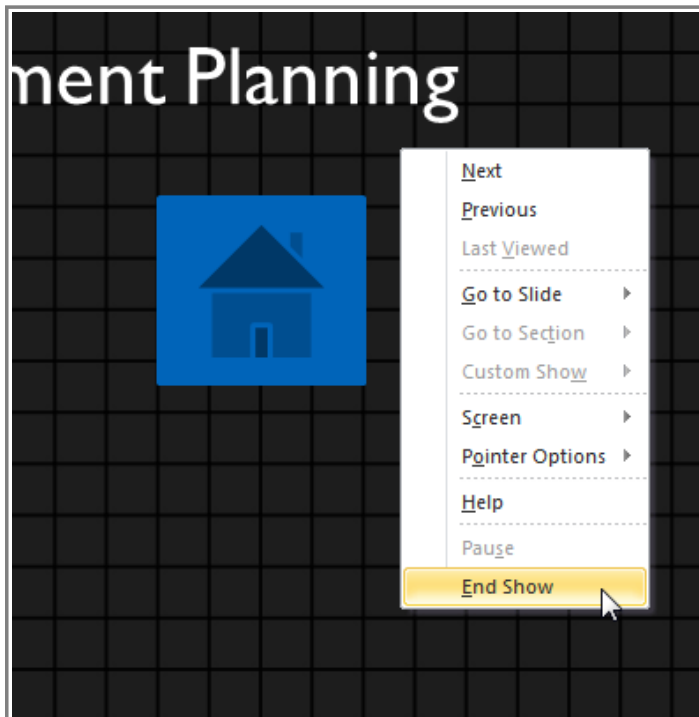 ment Planning
Next
Previous
Last Viewed
Go to Slide
Go to Section
Custom Show
Screen
Pointer Options
Help
Pause
End Show